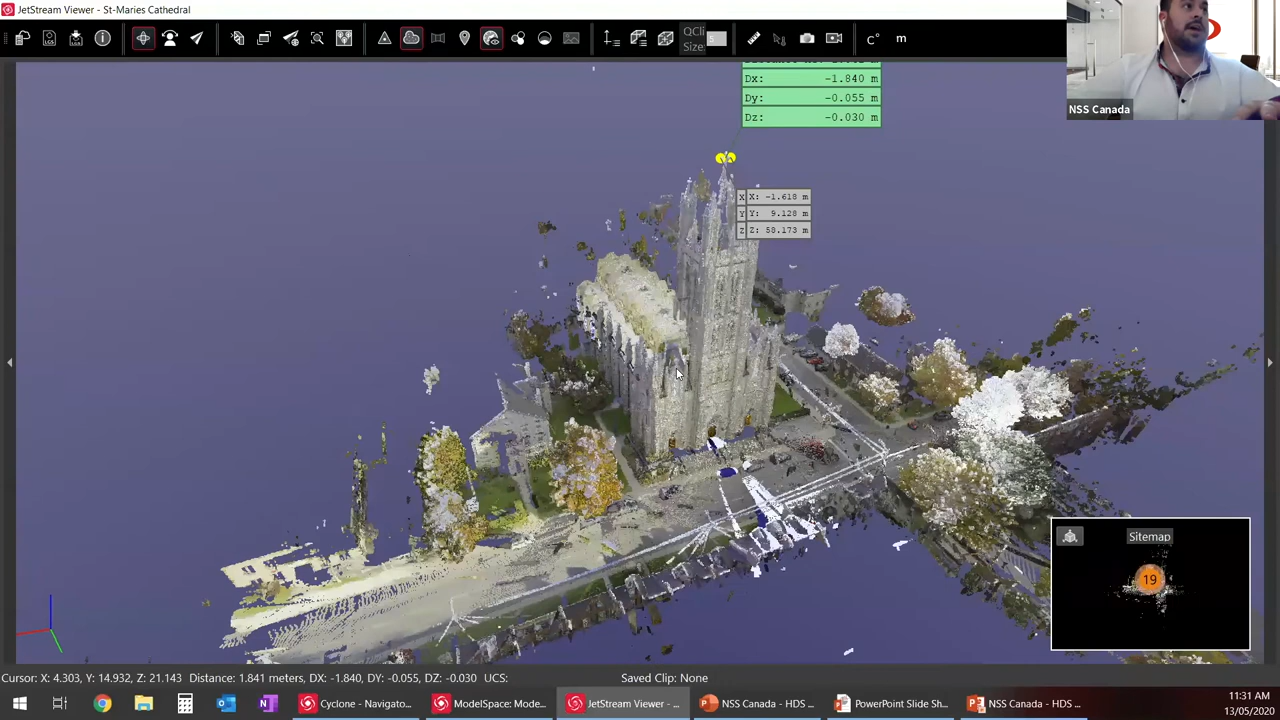 JetStream Viewer - St-Maries Cathedral
LGS
QCli
Size:
C°
m
NSS Canada
Dx: -1.840 m
Dy: -0.055 m
Dz: -0.030 m
X X: -1.618 m
Y Y: 9.128 m
Z Z: 58.173 m
Sitemap
19
Cursor: X: 4.303, Y: 14.932, Z: 21.143 Distance: 1.841 meters, DX: -1.840, DY: -0.055, DZ: -0.030 UCS:
Saved Clip: None
Cyclone - Navigato...
ModelSpace: Mode...
JetStream Viewer - ...
NSS Canada - HDS ...
PowerPoint Slide Sh...
NSS Canada - HDS ...
11:31 AM
13/05/2020